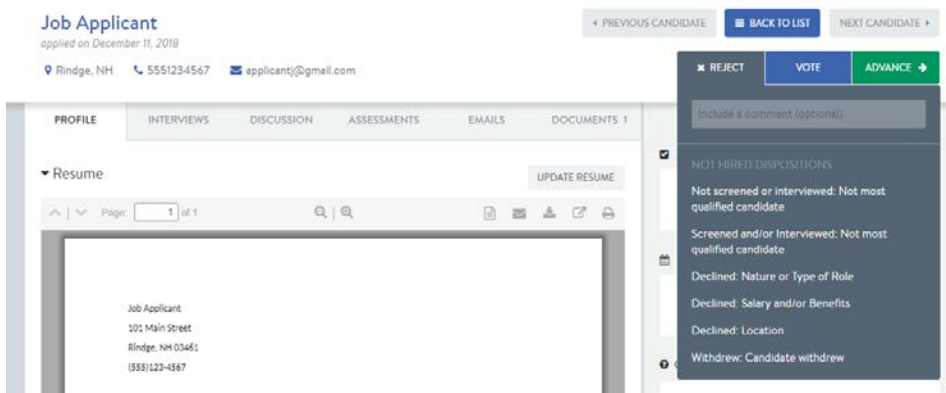 Job Applicant
applied on December 11, 2018
Rindge, NH 5551234567 applicantj@gmail.com
PREVIOUS CANDIDATE BACK TO LIST NEXT CANDIDATE
REJECT VOTE ADVANCE
Include a comment (optional)
NOT HIRED DISPOSITIONS
Not screened or interviewed: Not most
qualified candidate
Screened and/or Interviewed: Not most
qualified candidate
Declined: Nature or Type of Role
Declined: Salary and/or Benefits
Declined: Location
Withdrew: Candidate withdrew
PROFILE INTERVIEWS DISCUSSION ASSESSMENTS EMAILS DOCUMENTS 1
Resume UPDATE RESUME
Page: 1 of 1
Job Applicant
101 Main Street
Rindge, NH 03461
(555)123-4567